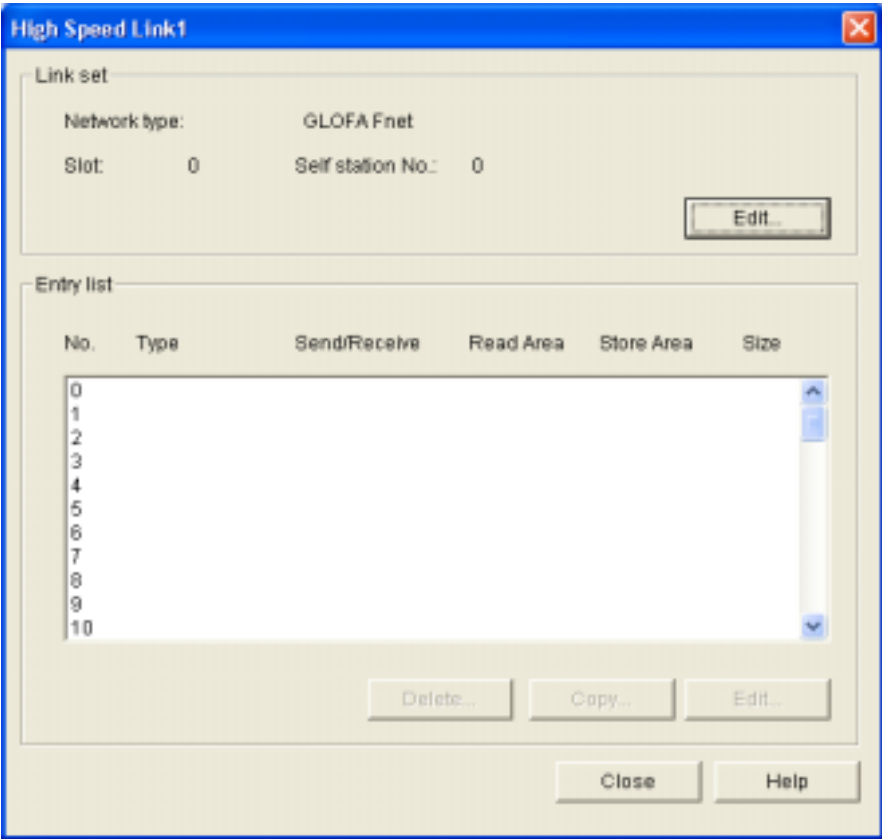 High Speed Link1
Link set
Network type: GLOFA Fnet
Slot: 0 Self station No.: 0
Edit...
Entry list
No. Type Send/Receive Read Area Store Area Size
0
1
2
3
4
5
6
7
8
9
10
Delete... Copy... Edit...
Close Help